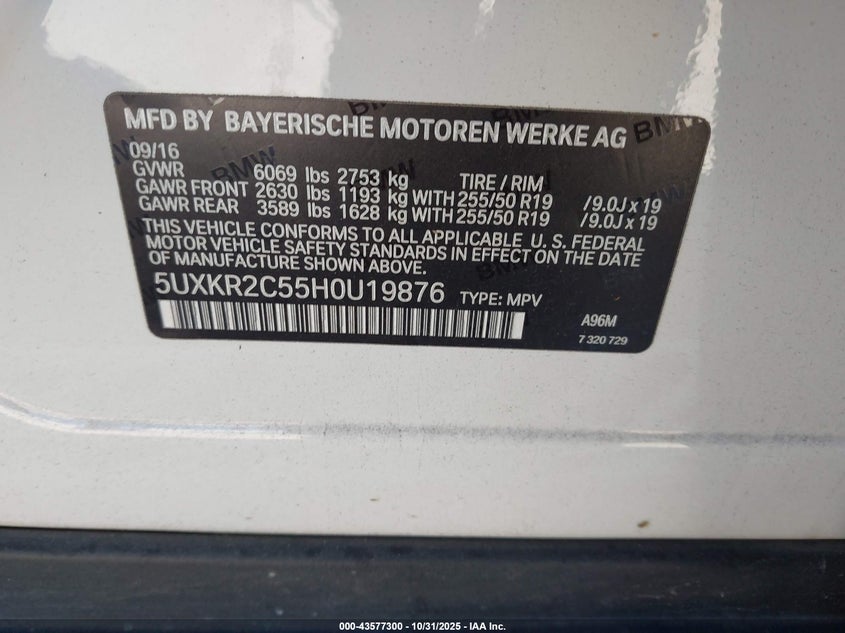 MFD BY BAYERISCHE MOTOREN WERKE AG
09/16
GVWR 6069 lbs 2753 kg TIRE / RIM
GAWR FRONT 2630 lbs 1193 kg WITH 255/50 R19 /9.0J x 19
GAWR REAR 3589 lbs 1628 kg WITH 255/50 R19 /9.0J x 19
THIS VEHICLE CONFORMS TO ALL APPLICABLE U. S. FEDERAL
MOTOR VEHICLE SAFETY STANDARDS IN EFFECT ON THE DATE
OF MANUFACTURE SHOWN ABOVE.
5UXKR2C55H0U19876 TYPE: MPV
A96M
7 320 729
000-43577300 - 10/31/2025 - IAA Inc.